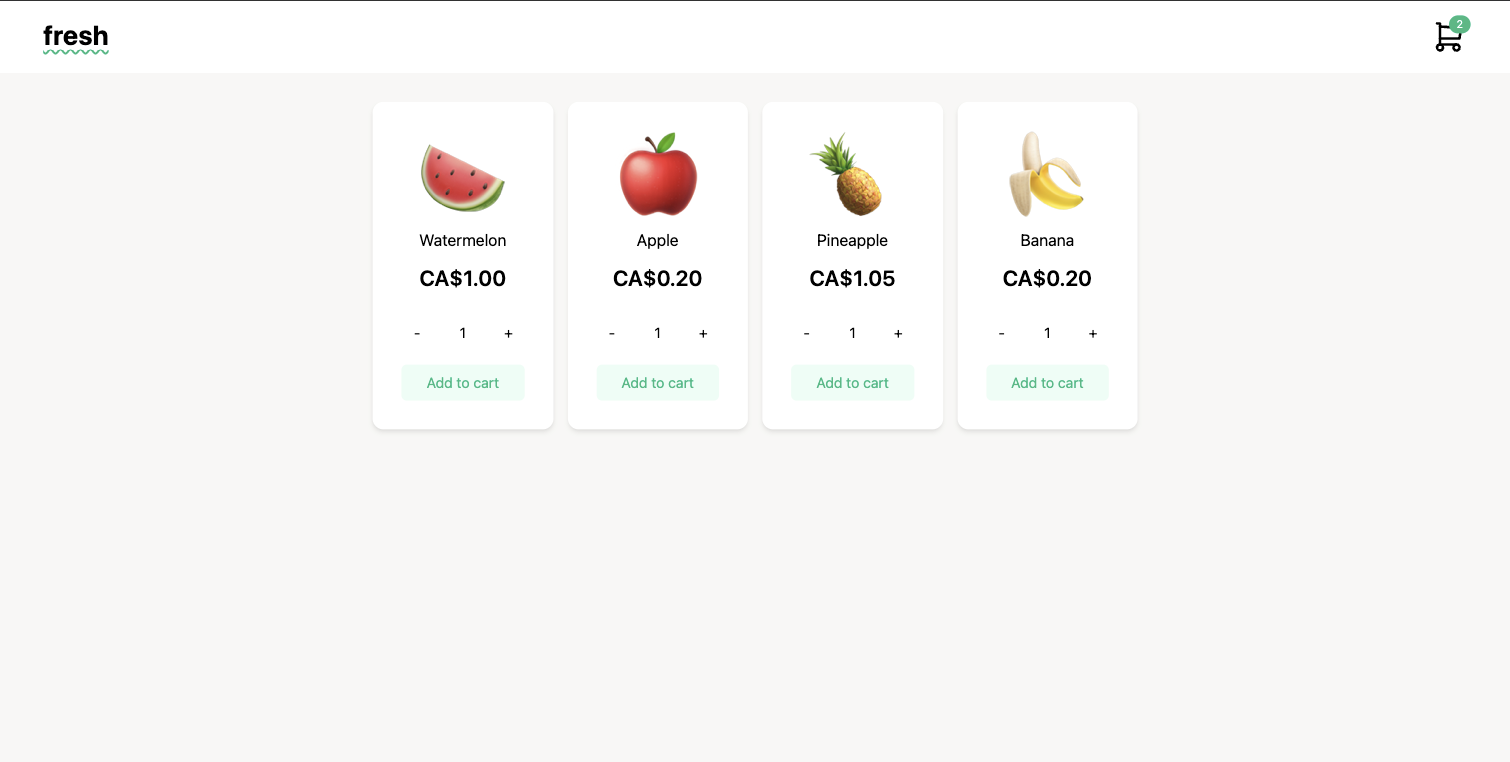 fresh
2
Watermelon
CA$1.00
- 1 +
Add to cart
Apple
CA$0.20
- 1 +
Add to cart
Pineapple
CA$1.05
- 1 +
Add to cart
Banana
CA$0.20
- 1 +
Add to cart